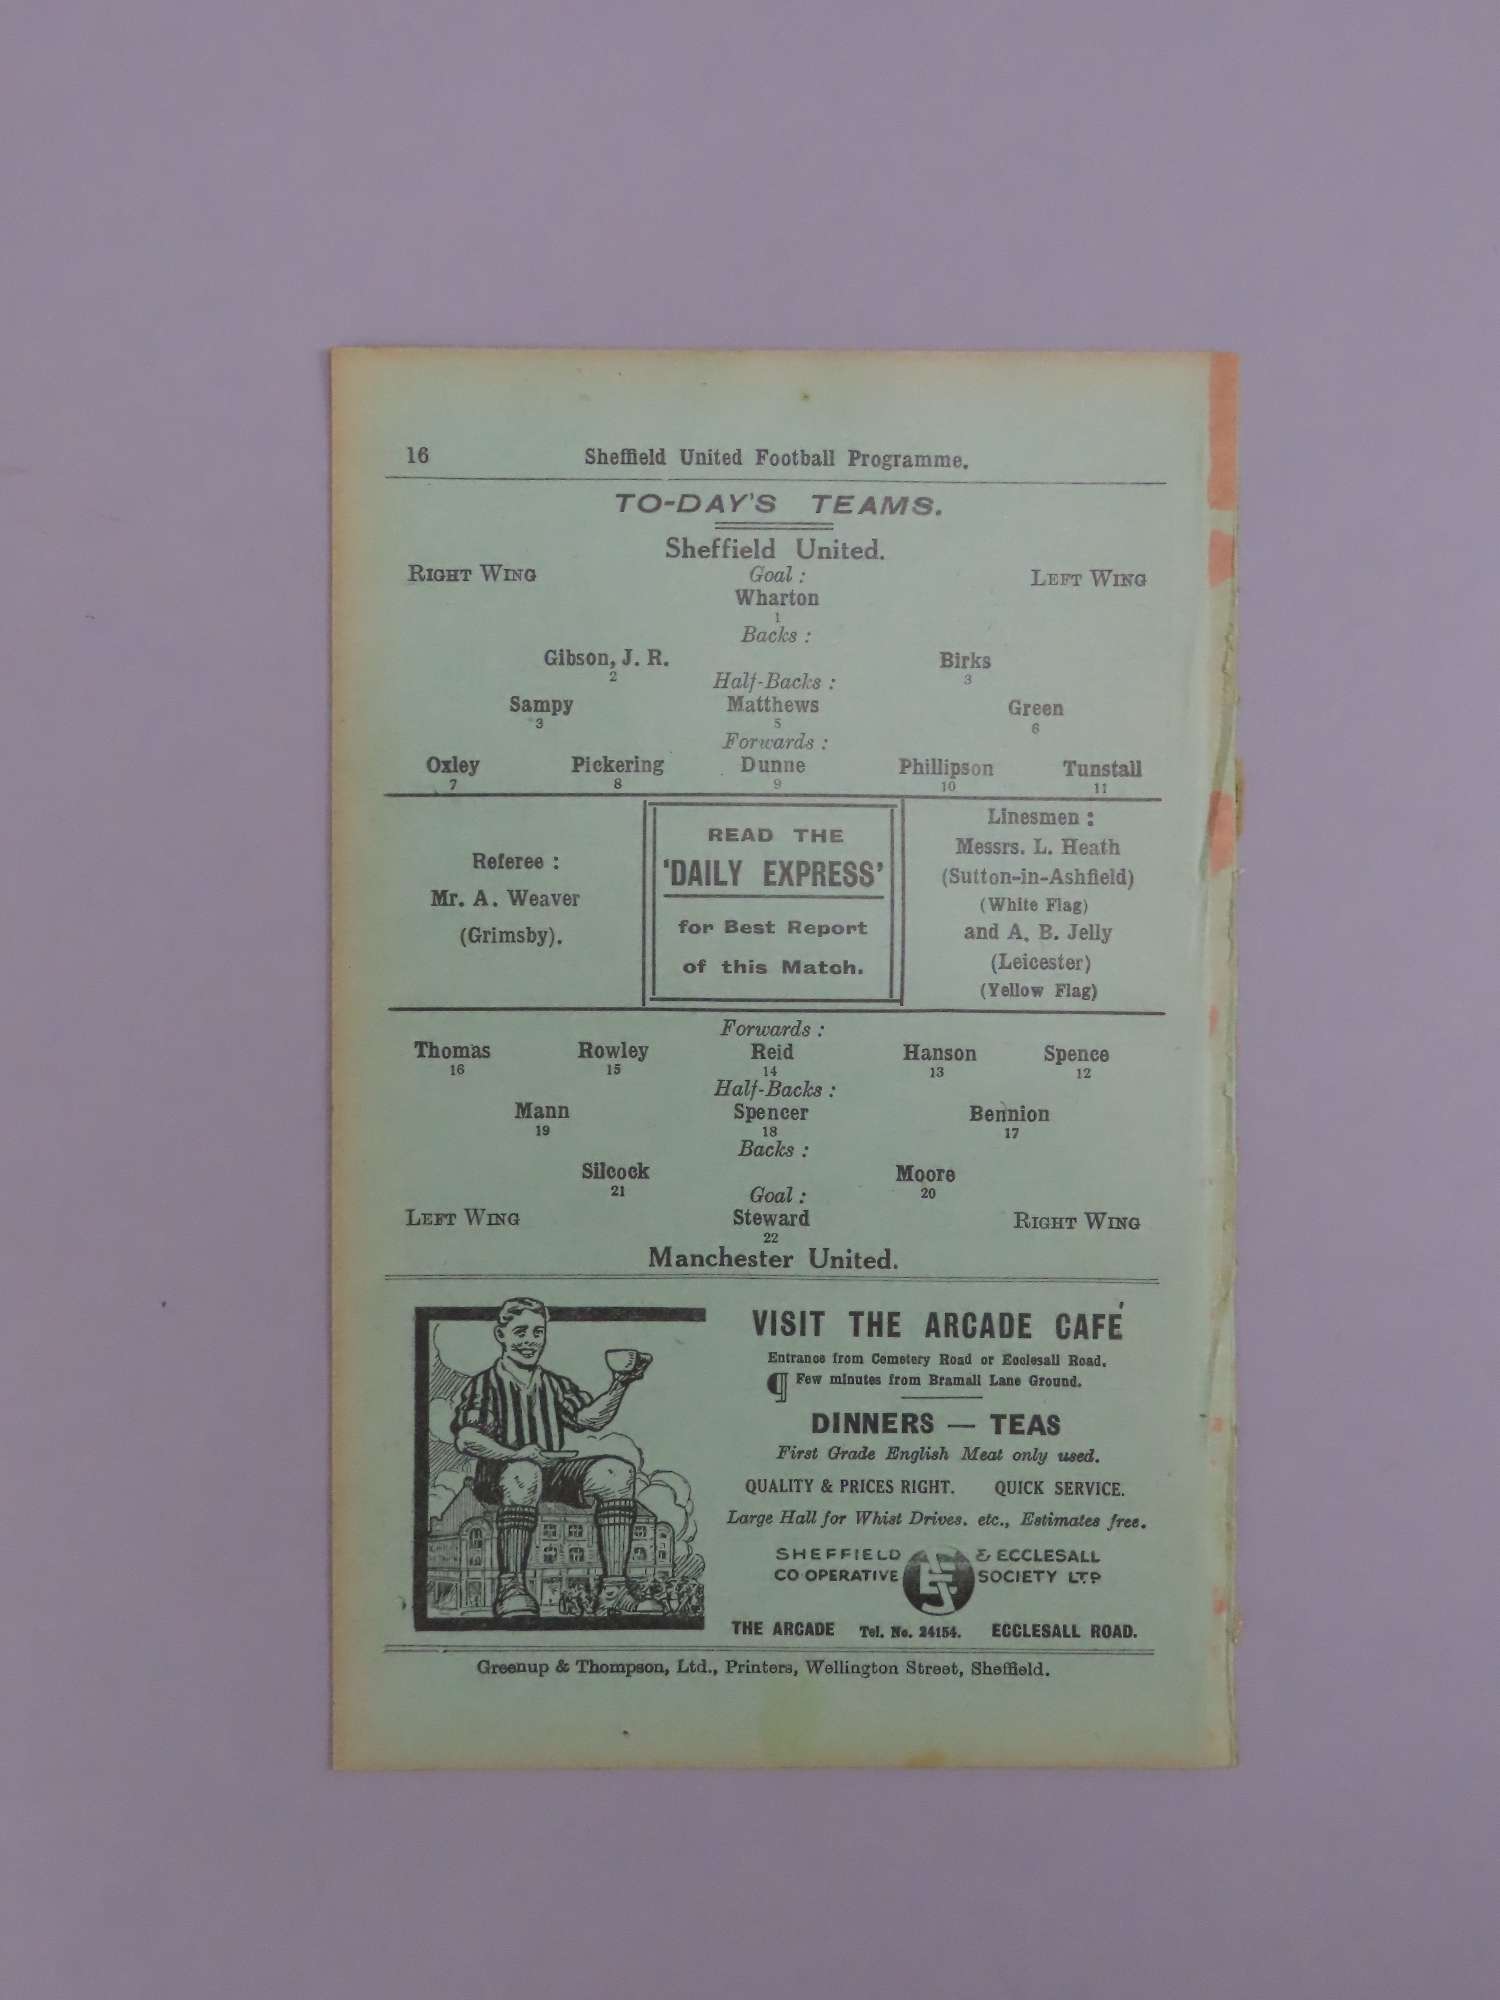 16 Sheffield United Football Programme.
TO-DAY'S TEAMS.
Sheffield United.
RIGHT WING Goal : LEFT WING
Wharton
1
Backs :
Gibson, J. R. Birks
2 3
Half-Backs :
Sampy Matthews Green
3 5 6
Forwards :
Oxley Pickering Dunne Phillipson Tunstall
7 8 9 10 11
Referee :
Mr. A. Weaver
(Grimsby).
READ THE
'DAILY EXPRESS'
for Best Report
of this Match.
Linesmen :
Messrs. L. Heath
(Sutton-in-Ashfield)
(White Flag)
and A. B. Jelly
(Leicester)
(Yellow Flag)
Forwards :
Thomas Rowley Reid Hanson Spence
16 15 14 13 12
Half-Backs :
Mann Spencer Bennion
19 18 17
Backs :
Silcock Moore
21 20
Goal :
LEFT WING Steward RIGHT WING
22
Manchester United.
VISIT THE ARCADE CAFÉ
Entrance from Cemetery Road or Ecclesall Road.
¶ Few minutes from Bramall Lane Ground.
DINNERS — TEAS
First Grade English Meat only used.
QUALITY & PRICES RIGHT. QUICK SERVICE.
Large Hall for Whist Drives. etc., Estimates free.
SHEFFIELD & ECCLESALL
CO-OPERATIVE SOCIETY LTD
THE ARCADE Tel. No. 24154. ECCLESALL ROAD.
Greenup & Thompson, Ltd., Printers, Wellington Street, Sheffield.